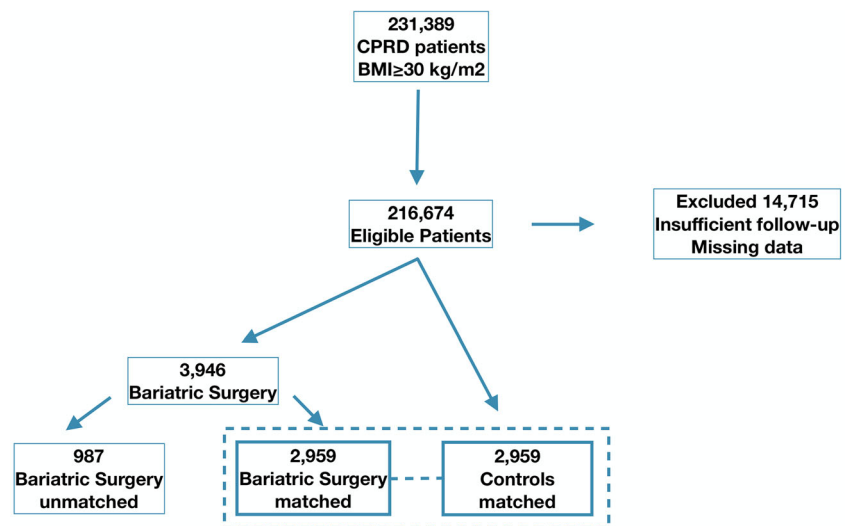 231,389
CPRD patients
BMI≥30 kg/m2
216,674
Eligible Patients
Excluded 14,715
Insufficient follow-up
Missing data
3,946
Bariatric Surgery
987
Bariatric Surgery
unmatched
2,959
Bariatric Surgery
matched
2,959
Controls
matched